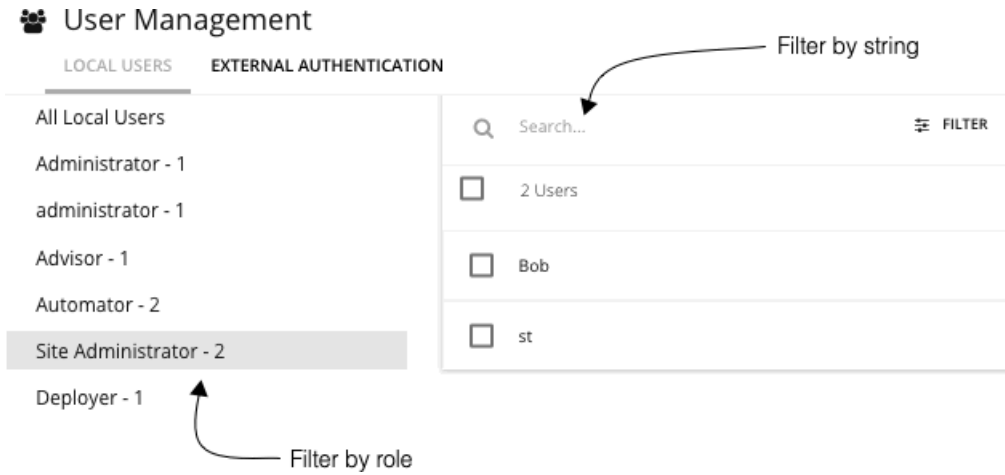 User Management
Filter by string
LOCAL USERS EXTERNAL AUTHENTICATION
All Local Users
Administrator - 1
administrator - 1
Advisor - 1
Automator - 2
Site Administrator - 2
Deployer - 1
Filter by role
Search...
FILTER
2 Users
Bob
st